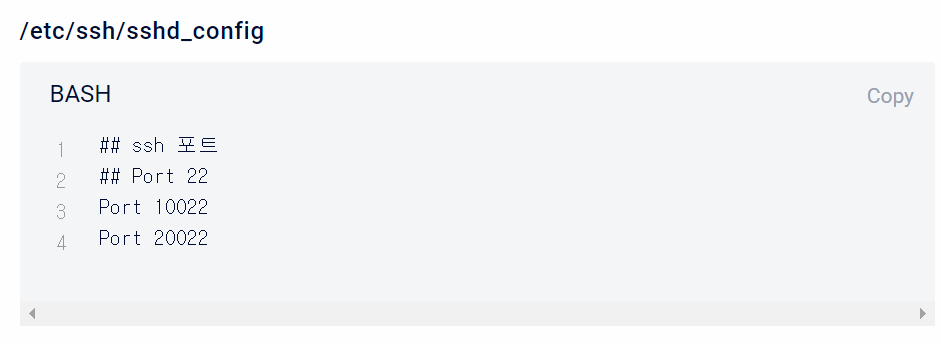 /etc/ssh/sshd_config
BASH
Copy
1 ## ssh 포트
2 ## Port 22
3 Port 10022
4 Port 20022